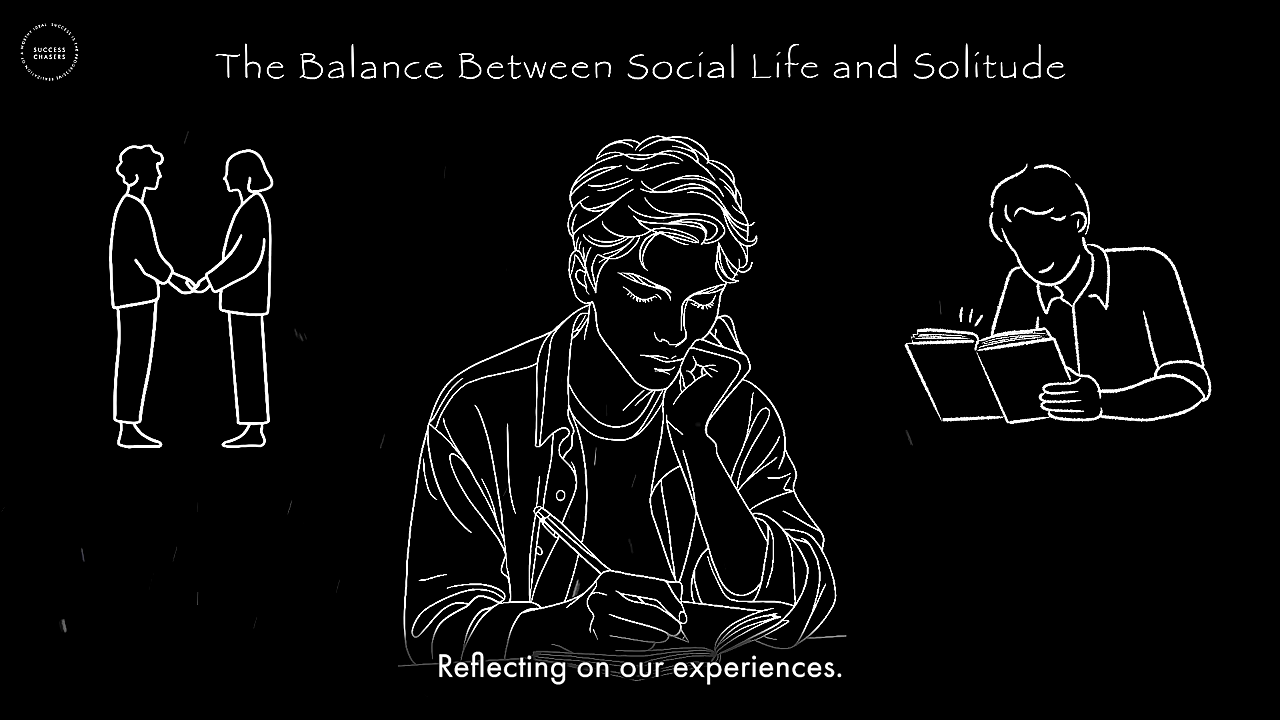 SUCCESS
CHASERS
The Balance Between Social Life and Solitude
Reflecting on our experiences.